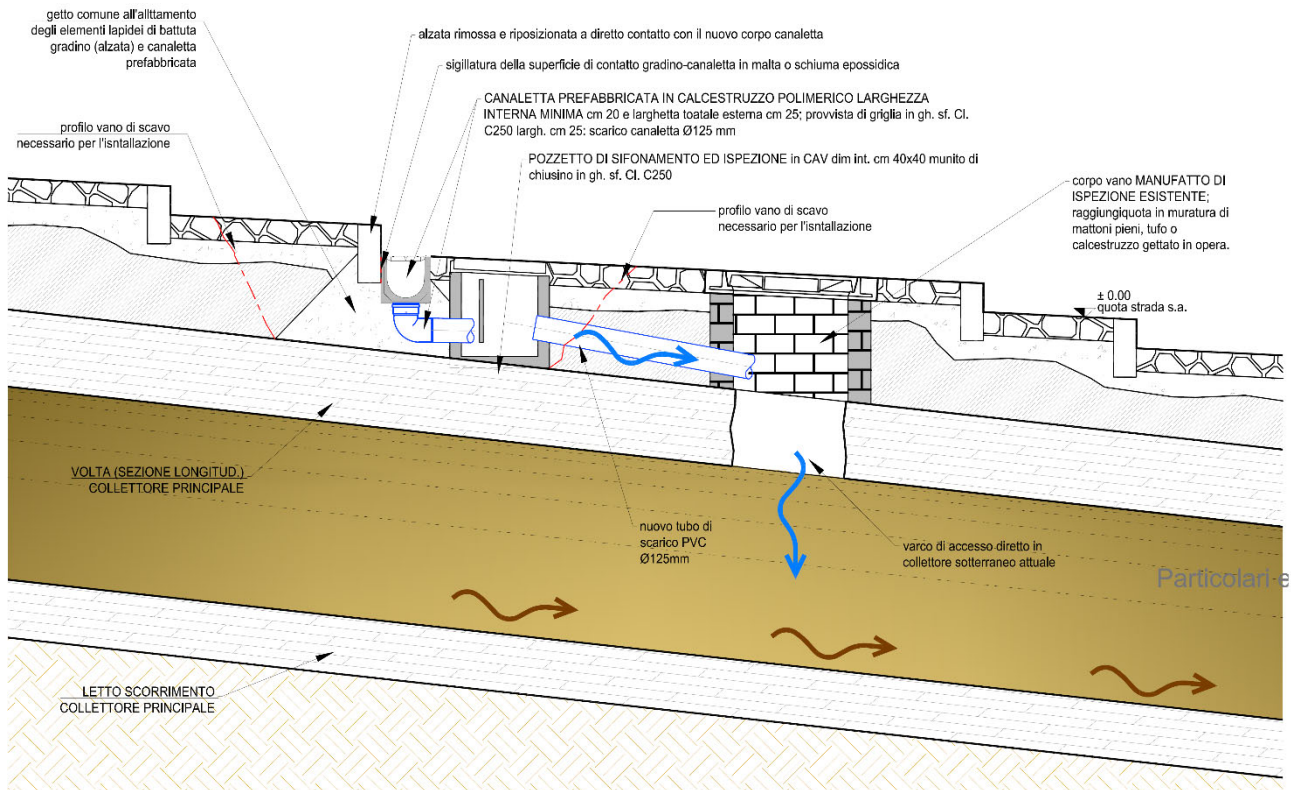 getto comune all'allttamento
degli elementi lapidei di battuta
gradino (alzata) e canaletta
prefabbricata
alzata rimossa e riposizionata a diretto contatto con il nuovo corpo canaletta
sigillatura della superficie di contatto gradino-canaletta in malta o schiuma epossidica
CANALETTA PREFABBRICATA IN CALCESTRUZZO POLIMERICO LARGHEZZA
INTERNA MINIMA cm 20 e larghetta toatale esterna cm 25; provvista di griglia in gh. sf. Cl.
C250 largh. cm 25: scarico canaletta Ø125 mm
profilo vano di scavo
necessario per l'isntallazione
POZZETTO DI SIFONAMENTO ED ISPEZIONE in CAV dim int. cm 40x40 munito di
chiusino in gh. sf. Cl. C250
profilo vano di scavo
necessario per l'isntallazione
corpo vano MANUFATTO DI
ISPEZIONE ESISTENTE;
raggiungiquota in muratura di
mattoni pieni, tufo o
calcestruzzo gettato in opera.
± 0.00
quota strada s.a.
VOLTA (SEZIONE LONGITUD.)
COLLETTORE PRINCIPALE
nuovo tubo di
scarico PVC
Ø125mm
varco di accesso diretto in
collettore sotterraneo attuale
Particolari e
LETTO SCORRIMENTO
COLLETTORE PRINCIPALE